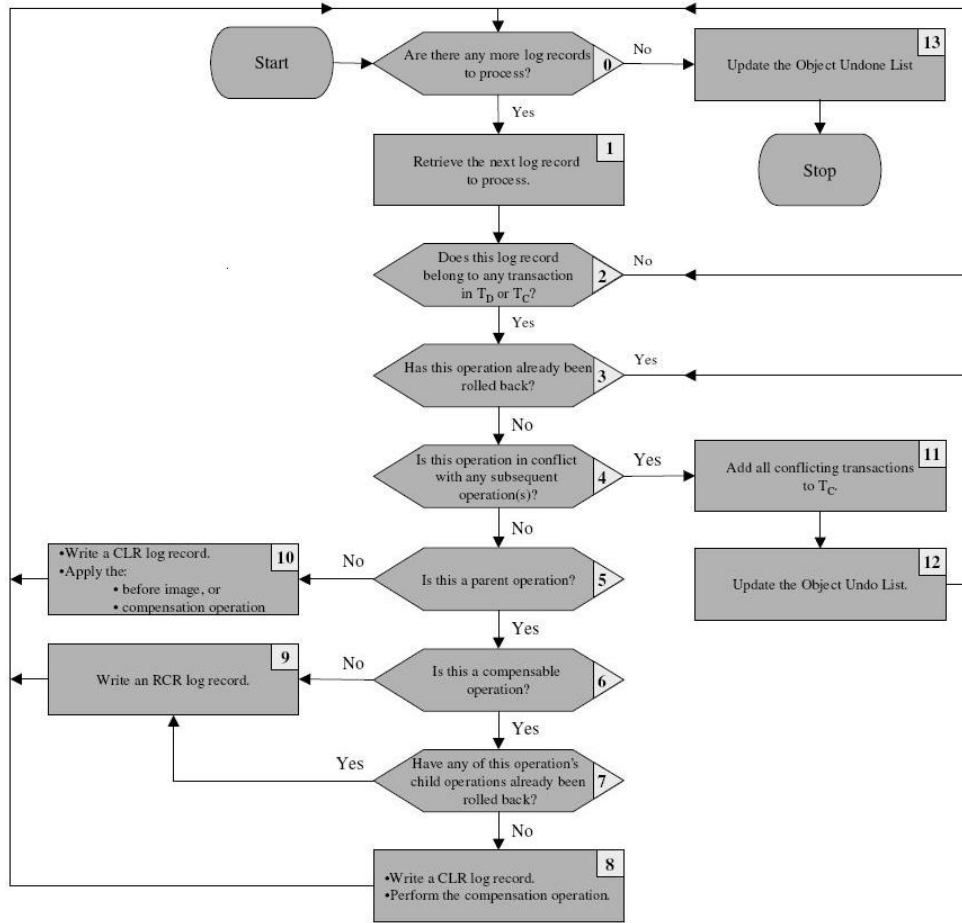 Start
Are there any more log records
to process?
0
No
13
Update the Object Undone List
Yes
Stop
1
Retrieve the next log record
to process.
Does this log record
belong to any transaction
in TD or TC?
2
No
Yes
Has this operation already been
rolled back?
3
Yes
No
Is this operation in conflict
with any subsequent
operation(s)?
4
Yes
11
Add all conflicting transactions
to TC.
No
10
•Write a CLR log record.
•Apply the:
• before image, or
• compensation operation
No
Is this a parent operation?
5
12
Update the Object Undo List.
Yes
9
Write an RCR log record.
No
Is this a compensable
operation?
6
Yes
Yes
Have any of this operation's
child operations already been
rolled back?
7
No
8
•Write a CLR log record.
•Perform the compensation operation.